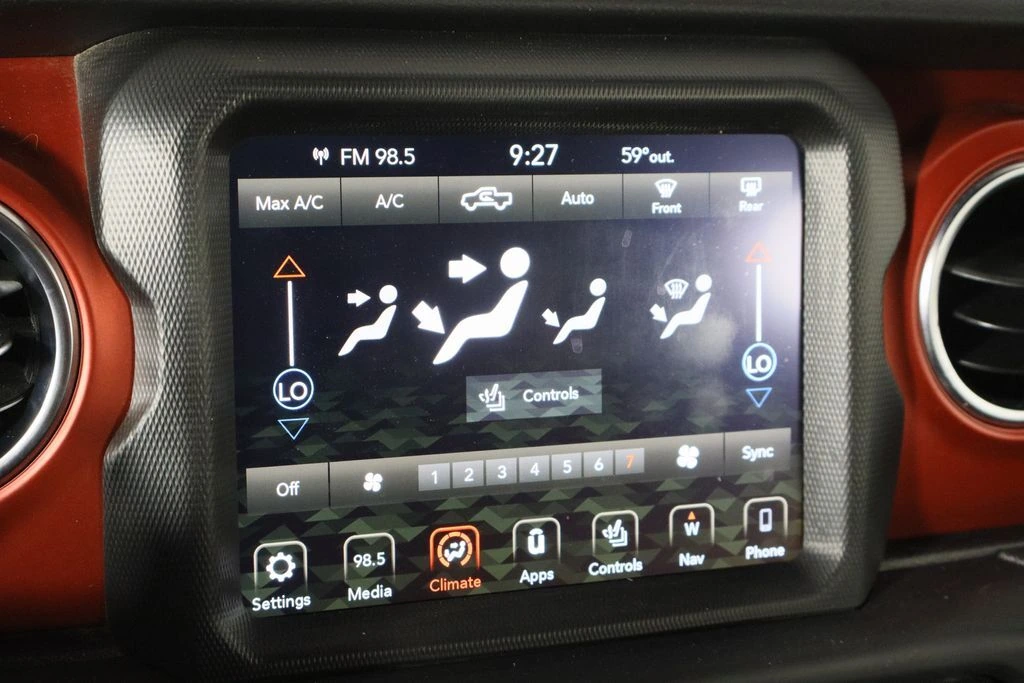 FM 98.5 9:27 59°out.
Max A/C A/C Auto Front Rear
LO LO
Controls
Off 1 2 3 4 5 6 7 Sync
98.5 W
Settings Media Climate Apps Controls Nav Phone